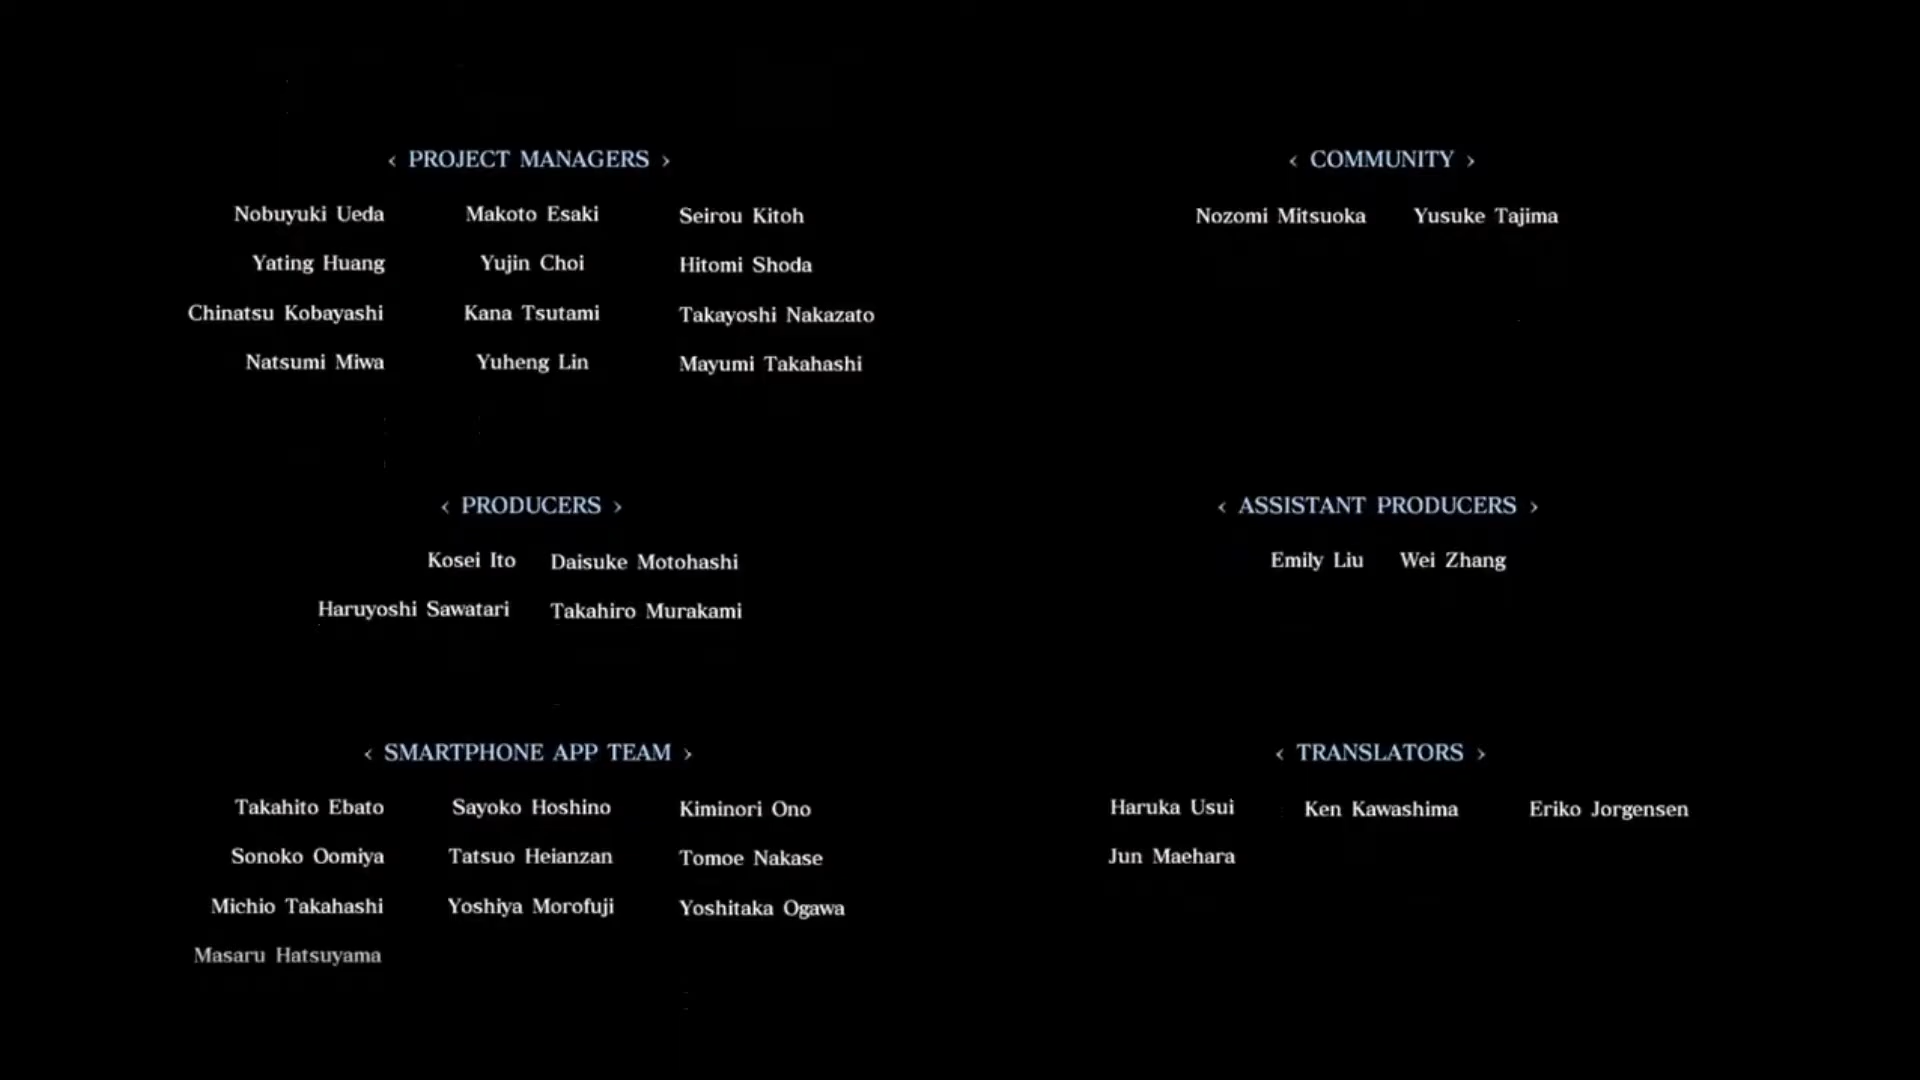 ‹ PROJECT MANAGERS ›
Nobuyuki Ueda Makoto Esaki Seirou Kitoh
Yating Huang Yujin Choi Hitomi Shoda
Chinatsu Kobayashi Kana Tsutami Takayoshi Nakazato
Natsumi Miwa Yuheng Lin Mayumi Takahashi
‹ COMMUNITY ›
Nozomi Mitsuoka Yusuke Tajima
‹ PRODUCERS ›
Kosei Ito Daisuke Motohashi
Haruyoshi Sawatari Takahiro Murakami
‹ ASSISTANT PRODUCERS ›
Emily Liu Wei Zhang
‹ SMARTPHONE APP TEAM ›
Takahito Ebato Sayoko Hoshino Kiminori Ono
Sonoko Oomiya Tatsuo Heianzan Tomoe Nakase
Michio Takahashi Yoshiya Morofuji Yoshitaka Ogawa
Masaru Hatsuyama
‹ TRANSLATORS ›
Haruka Usui Ken Kawashima Eriko Jorgensen
Jun Maehara